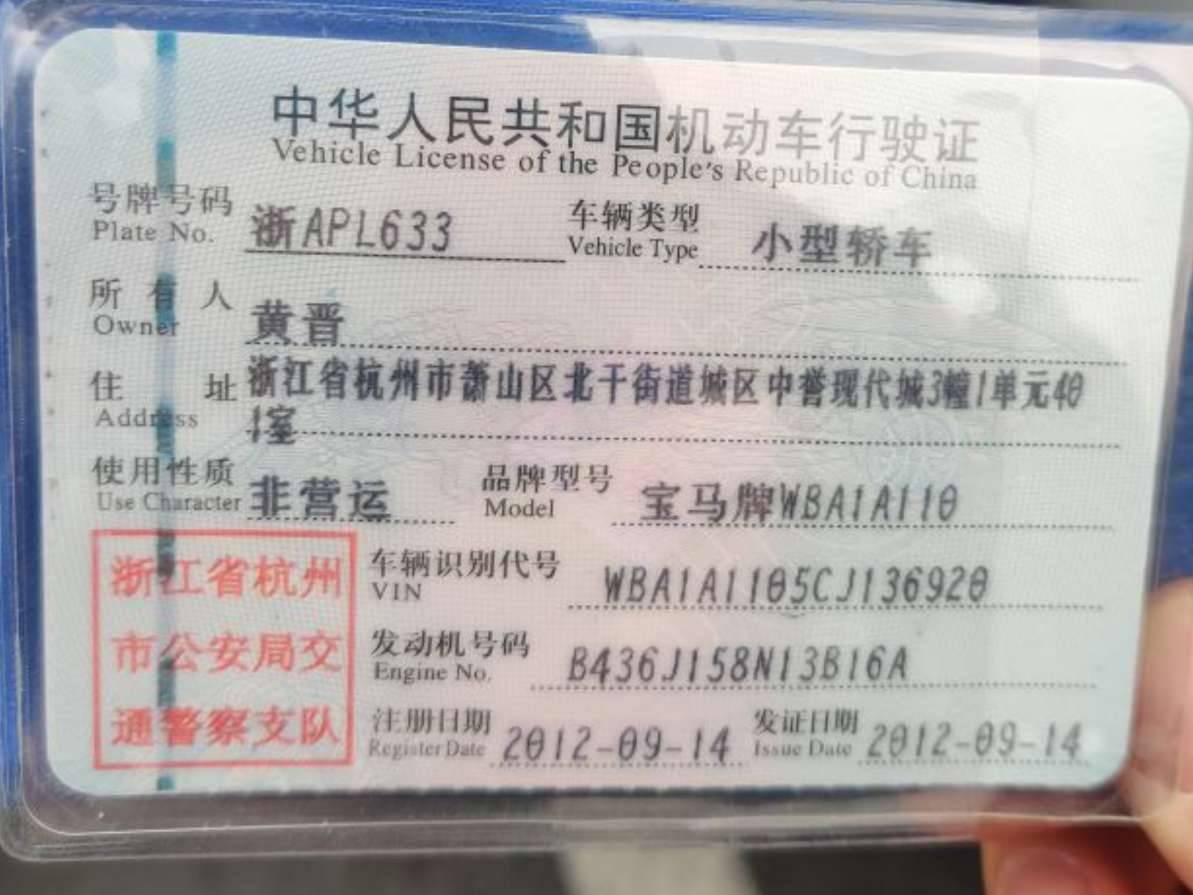 中华人民共和国机动车行驶证
Vehicle License of the People's Republic of China
号牌号码 浙APL633 车辆类型 小型轿车
Plate No. Vehicle Type
所有人 黄晋
Owner
住址 浙江省杭州市萧山区北干街道城区中誉现代城3幢1单元40
Address 1室
使用性质 非营运 品牌型号 宝马牌WBA1A110
Use Character Model
浙江省杭州 车辆识别代号 WBA1A1105CJ136920
VIN
市公安局交 发动机号码 B436J158N13B16A
Engine No.
通警察支队 注册日期 2012-09-14 发证日期 2012-09-14
Register Date Issue Date